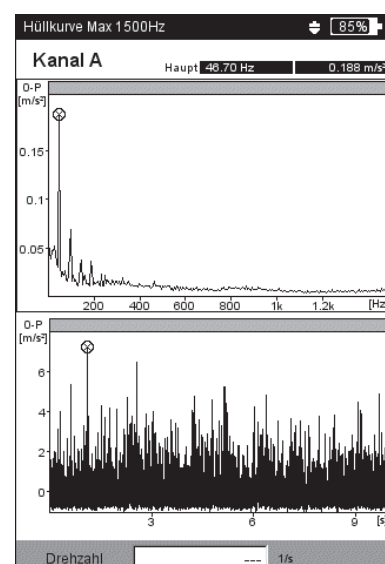 Hüllkurve Max 1500Hz 85%
Kanal A
Haupt 46.70 Hz 0.188 m/s²
0-P
[m/s²]
0.15
0.1
0.05
200 400 600 800 1k 1.2k [Hz
0-P
[m/s²]
6
4
2
0
3 6 9 [s]
Drehzahl --- 1/s